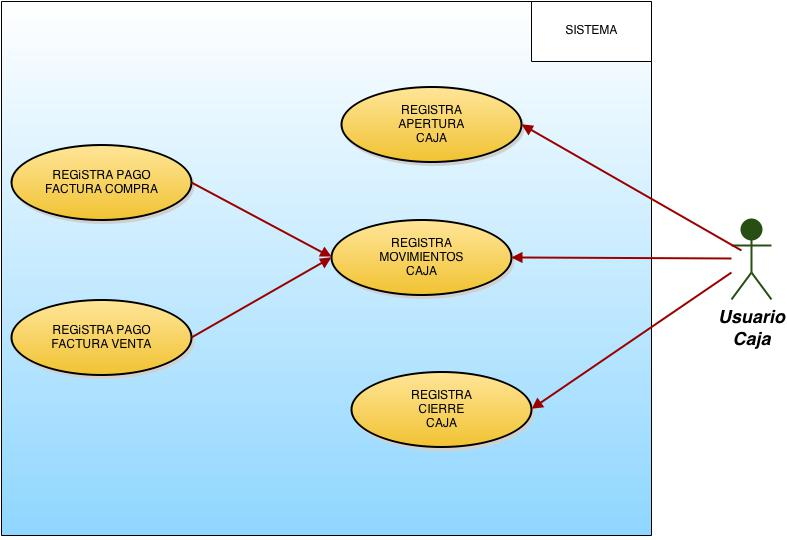 SISTEMA
REGISTRA
APERTURA
CAJA
REGiSTRA PAGO
FACTURA COMPRA
REGISTRA
MOVIMIENTOS
CAJA
REGiSTRA PAGO
FACTURA VENTA
Usuario
Caja
REGISTRA
CIERRE
CAJA